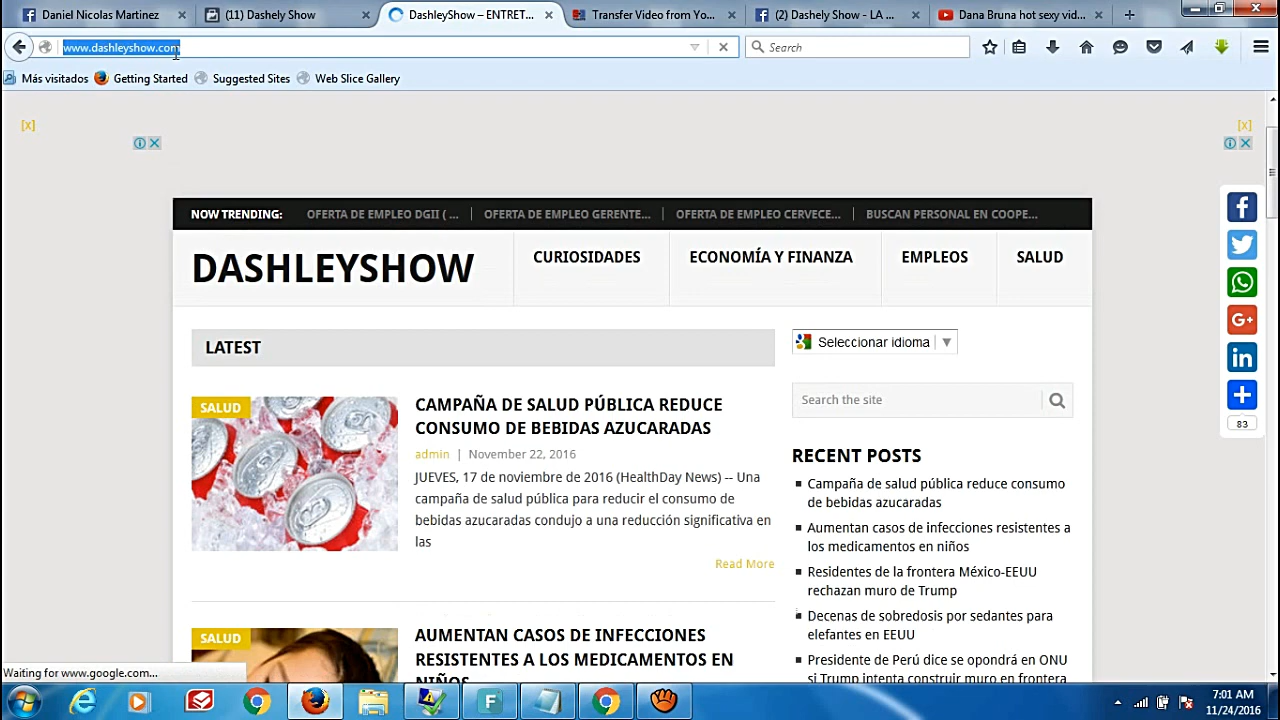 Daniel Nicolas Martinez
(11) Dashely Show
DashleyShow – ENTRET...
Transfer Video from Yo...
(2) Dashely Show - LA ...
Dana Bruna hot sexy vid...
www.dashleyshow.com
Search
Más visitados
Getting Started
Suggested Sites
Web Slice Gallery
[X]
[X]
NOW TRENDING:
OFERTA DE EMPLEO DGII ( ...
OFERTA DE EMPLEO GERENTE...
OFERTA DE EMPLEO CERVECE...
BUSCAN PERSONAL EN COOPE...
DASHLEYSHOW
CURIOSIDADES
ECONOMÍA Y FINANZA
EMPLEOS
SALUD
LATEST
SALUD
CAMPAÑA DE SALUD PÚBLICA REDUCE
CONSUMO DE BEBIDAS AZUCARADAS
admin | November 22, 2016
JUEVES, 17 de noviembre de 2016 (HealthDay News) -- Una
campaña de salud pública para reducir el consumo de
bebidas azucaradas condujo a una reducción significativa en
las
Read More
SALUD
AUMENTAN CASOS DE INFECCIONES
RESISTENTES A LOS MEDICAMENTOS EN
NIÑOS
Seleccionar idioma
Search the site
RECENT POSTS
Campaña de salud pública reduce consumo
de bebidas azucaradas
Aumentan casos de infecciones resistentes a
los medicamentos en niños
Residentes de la frontera México-EEUU
rechazan muro de Trump
Decenas de sobredosis por sedantes para
elefantes en EEUU
Presidente de Perú dice se opondrá en ONU
si Trump intenta construir muro en frontera
83
Waiting for www.google.com...
7:01 AM
11/24/2016